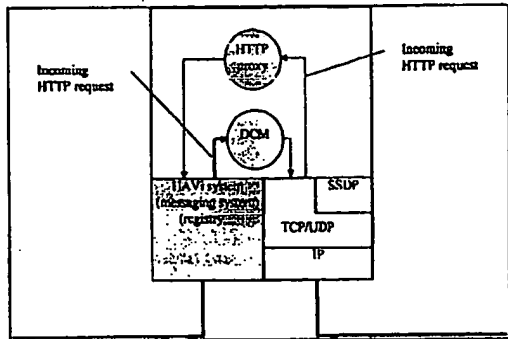 HTTP
proxy
Incoming
HTTP request
Incoming
HTTP request
DCM
HAVi system
(messaging system)
(registry
SSDP
TCP/UDP
IP